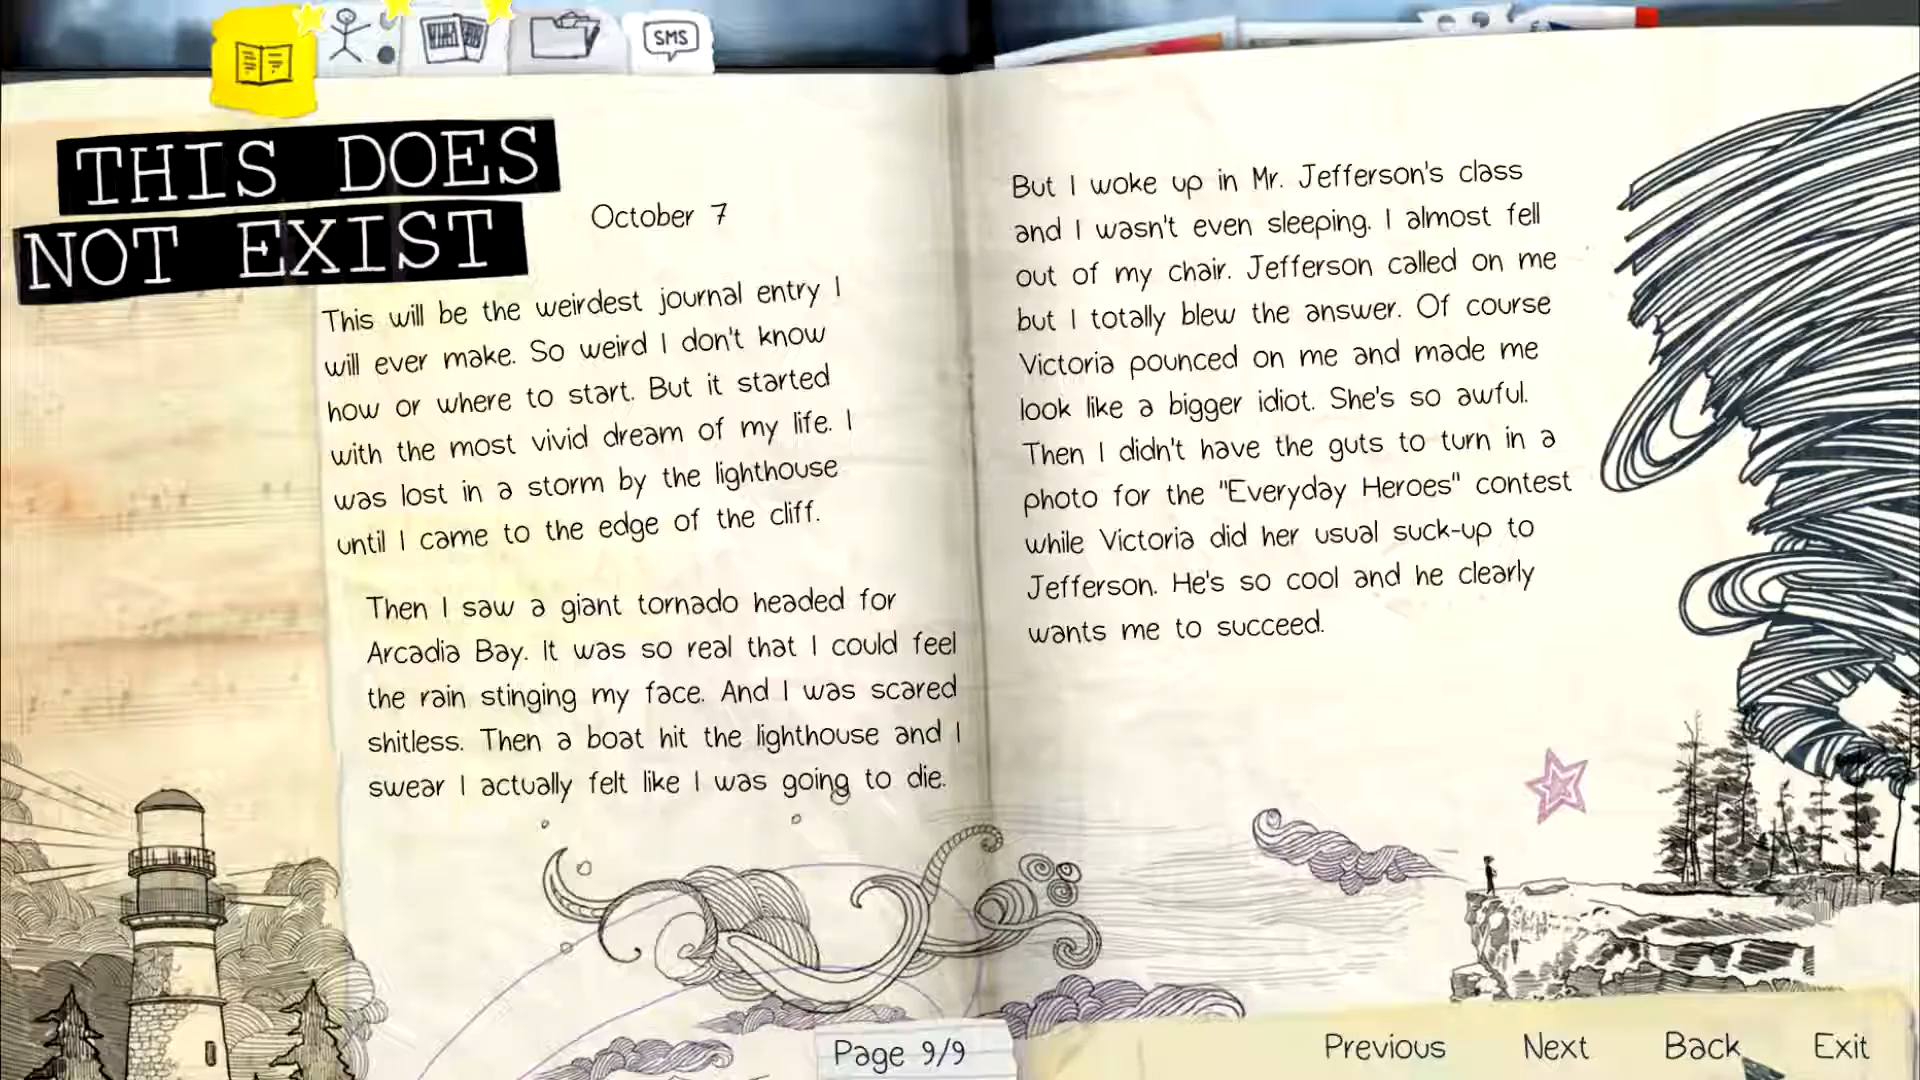 SMS
THIS DOES
NOT EXIST
October 7
This will be the weirdest journal entry I
will ever make. So weird I don't know
how or where to start. But it started
with the most vivid dream of my life. I
was lost in a storm by the lighthouse
until I came to the edge of the cliff.
Then I saw a giant tornado headed for
Arcadia Bay. It was so real that I could feel
the rain stinging my face. And I was scared
shitless. Then a boat hit the lighthouse and I
swear I actually felt like I was going to die.
But I woke up in Mr. Jefferson's class
and I wasn't even sleeping. I almost fell
out of my chair. Jefferson called on me
but I totally blew the answer. Of course
Victoria pounced on me and made me
look like a bigger idiot. She's so awful.
Then I didn't have the guts to turn in a
photo for the "Everyday Heroes" contest
while Victoria did her usual suck-up to
Jefferson. He's so cool and he clearly
wants me to succeed.
Page 9/9
Previous Next Back Exit